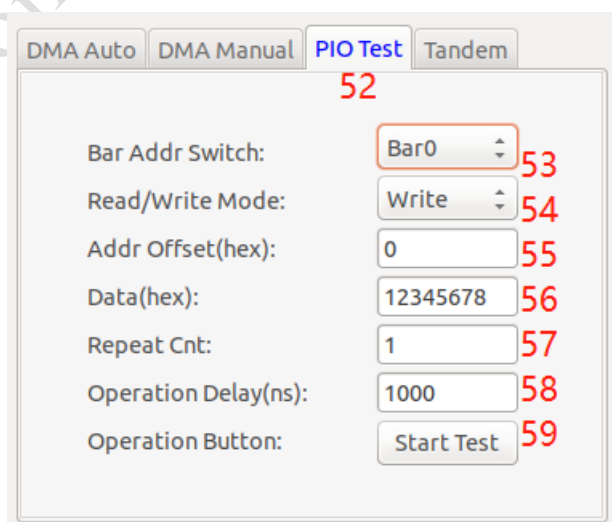 DMA Auto DMA Manual PIO Test Tandem
52
Bar Addr Switch: Bar0 53
Read/Write Mode: Write 54
Addr Offset(hex): 0 55
Data(hex): 12345678 56
Repeat Cnt: 1 57
Operation Delay(ns): 1000 58
Operation Button: Start Test 59